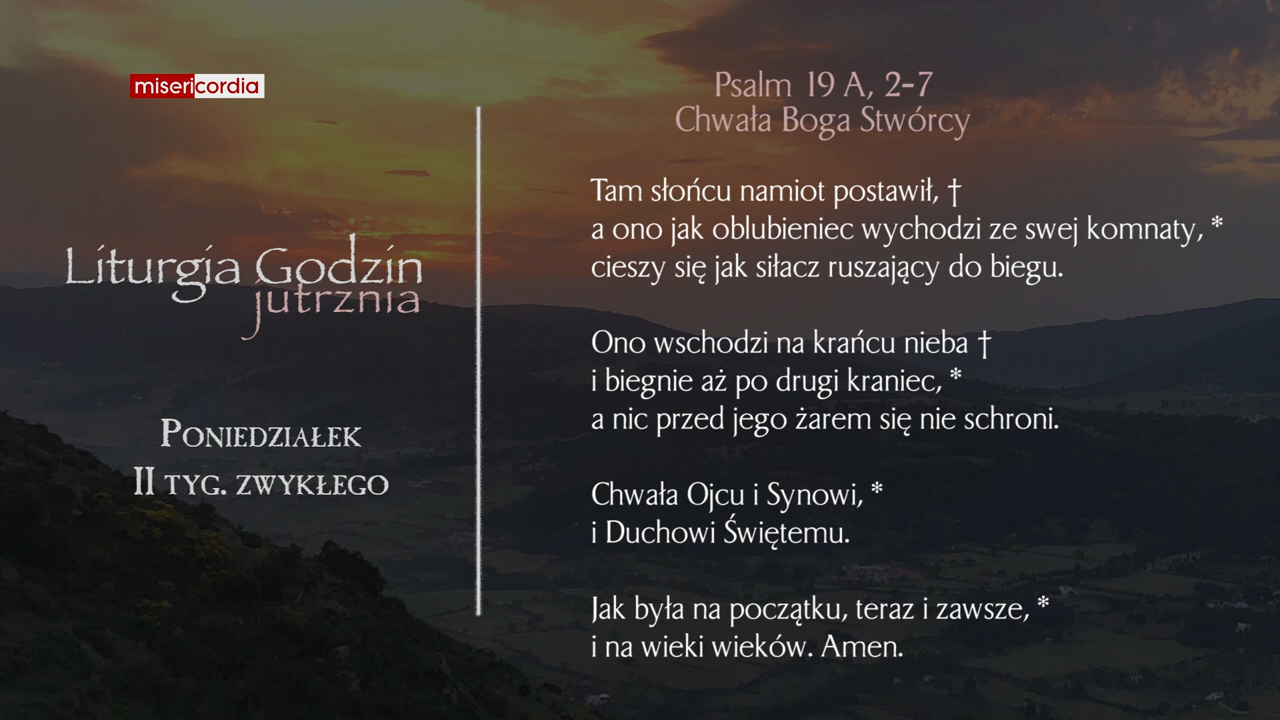 misericordia
Liturgia Godzin
jutrznia
Poniedziałek
II tyg. zwykłego
Psalm 19 A, 2-7
Chwała Boga Stwórcy
Tam słońcu namiot postawił, †
a ono jak oblubieniec wychodzi ze swej komnaty, *
cieszy się jak siłacz ruszający do biegu.
Ono wschodzi na krańcu nieba †
i biegnie aż po drugi kraniec, *
a nic przed jego żarem się nie schroni.
Chwała Ojcu i Synowi, *
i Duchowi Świętemu.
Jak była na początku, teraz i zawsze, *
i na wieki wieków. Amen.